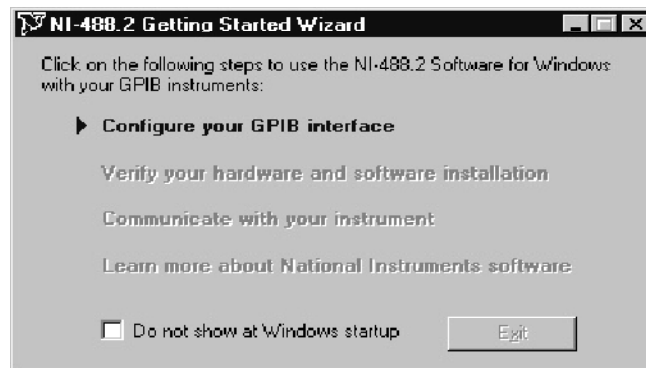 NI-488.2 Getting Started Wizard
Click on the following steps to use the NI-488.2 Software for Windows
with your GPIB instruments:
Configure your GPIB interface
Verify your hardware and software installation
Communicate with your instrument
Learn more about National Instruments software
Do not show at Windows startup
Exit